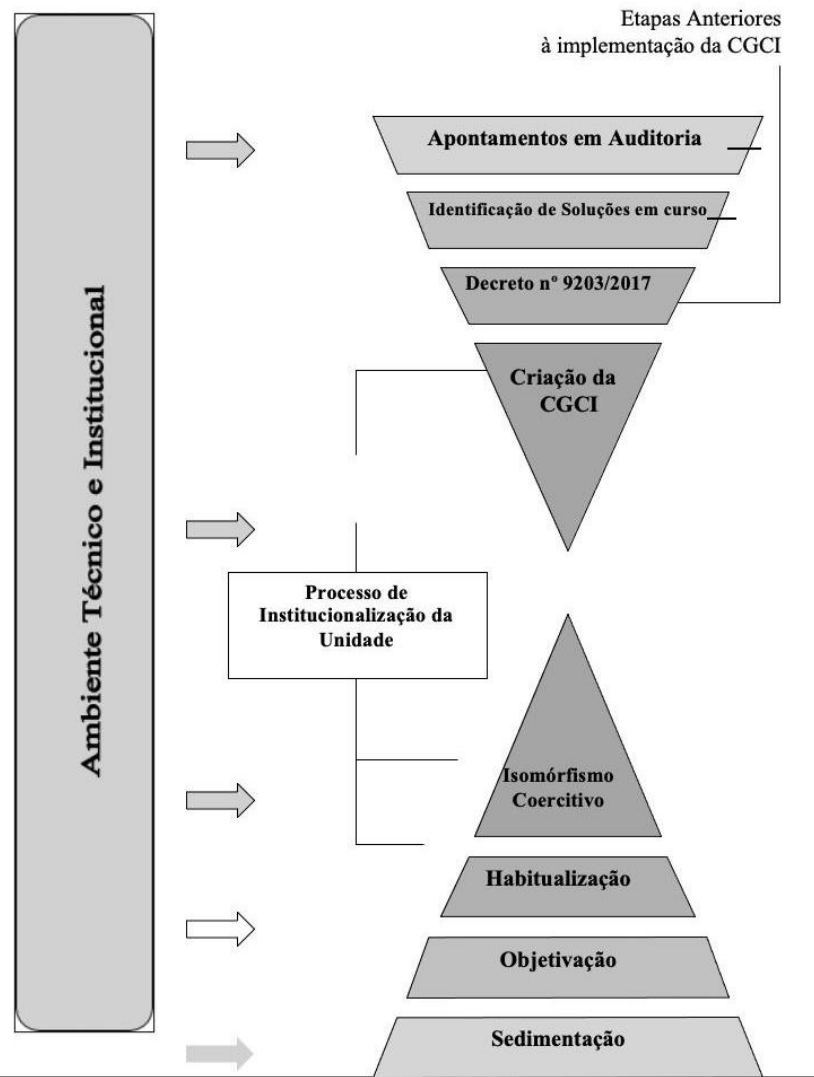 Etapas Anteriores
à implementação da CGCI
Apontamentos em Auditoria
Identificação de Soluções em curso
Decreto nº 9203/2017
Criação da
CGCI
Ambiente Técnico e Institucional
Processo de
Institucionalização da
Unidade
Isomórfismo
Coercitivo
Habitualização
Objetivação
Sedimentação